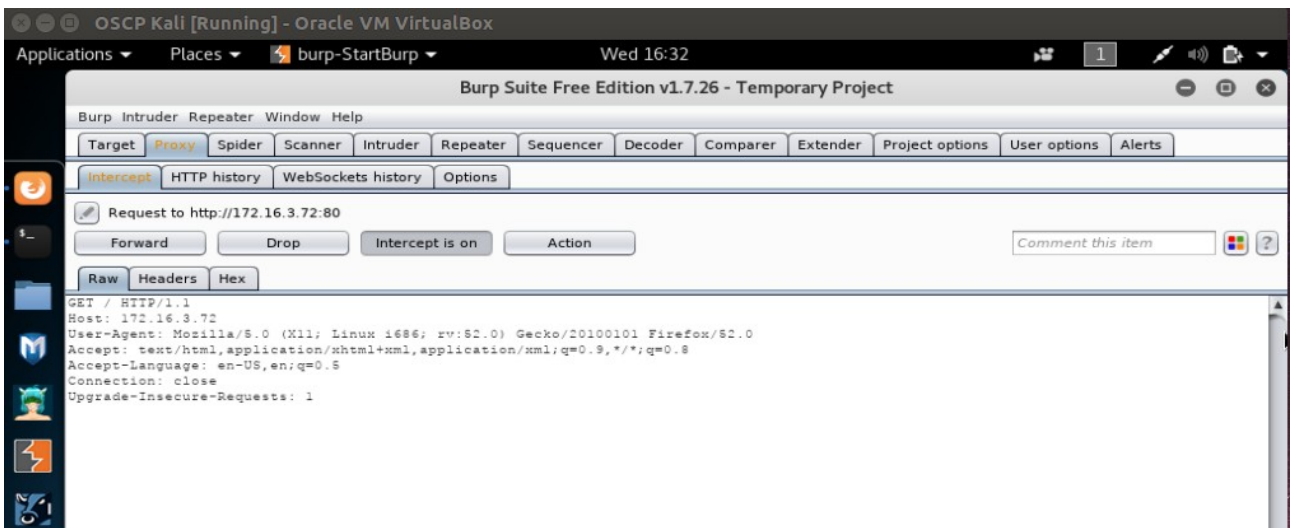 OSCP Kali [Running] - Oracle VM VirtualBox
Applications Places burp-StartBurp Wed 16:32 1
Burp Suite Free Edition v1.7.26 - Temporary Project
Burp Intruder Repeater Window Help
Target Proxy Spider Scanner Intruder Repeater Sequencer Decoder Comparer Extender Project options User options Alerts
Intercept HTTP history WebSockets history Options
Request to http://172.16.3.72:80
Forward Drop Intercept is on Action Comment this item ?
Raw Headers Hex
GET / HTTP/1.1
Host: 172.16.3.72
User-Agent: Mozilla/5.0 (X11; Linux i686; rv:52.0) Gecko/20100101 Firefox/52.0
Accept: text/html,application/xhtml+xml,application/xml;q=0.9,*/*;q=0.8
Accept-Language: en-US,en;q=0.5
Connection: close
Upgrade-Insecure-Requests: 1